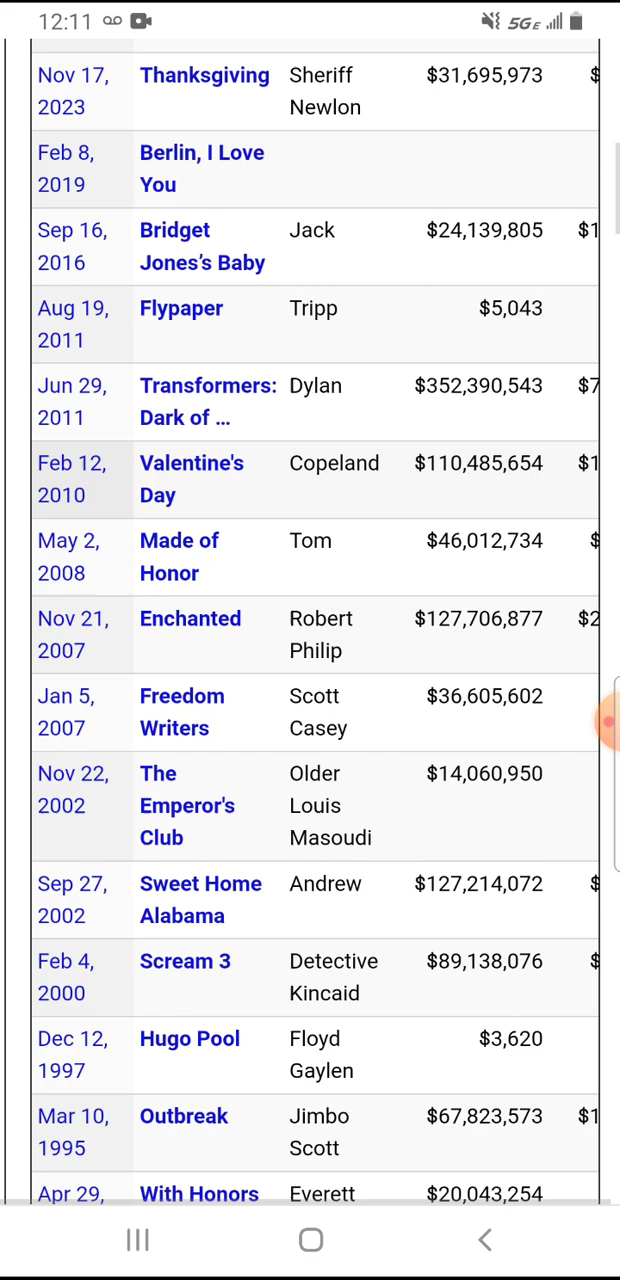 12:11 5GE
Nov 17, Thanksgiving Sheriff $31,695,973 $
2023 Newlon
Feb 8, Berlin, I Love
2019 You
Sep 16, Bridget Jack $24,139,805 $1
2016 Jones’s Baby
Aug 19, Flypaper Tripp $5,043
2011
Jun 29, Transformers: Dylan $352,390,543 $7
2011 Dark of ...
Feb 12, Valentine's Copeland $110,485,654 $1
2010 Day
May 2, Made of Tom $46,012,734 $
2008 Honor
Nov 21, Enchanted Robert $127,706,877 $2
2007 Philip
Jan 5, Freedom Scott $36,605,602
2007 Writers Casey
Nov 22, The Older $14,060,950
2002 Emperor's Louis
Club Masoudi
Sep 27, Sweet Home Andrew $127,214,072 $
2002 Alabama
Feb 4, Scream 3 Detective $89,138,076 $
2000 Kincaid
Dec 12, Hugo Pool Floyd $3,620
1997 Gaylen
Mar 10, Outbreak Jimbo $67,823,573 $1
1995 Scott
Apr 29, With Honors Everett $20,043,254